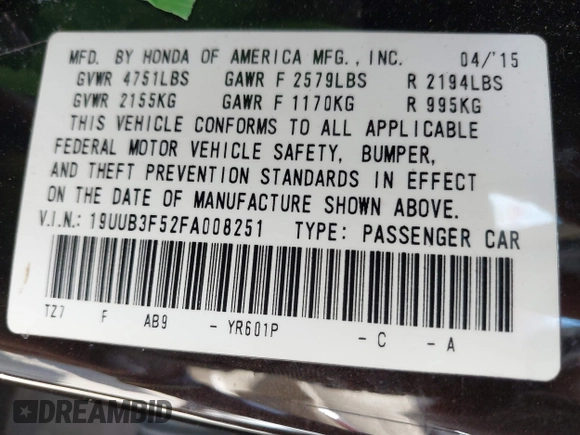 MFD. BY HONDA OF AMERICA MFG., INC. 04/'15
GVWR 4751LBS GAWR F 2579LBS R 2194LBS
GVWR 2155KG GAWR F 1170KG R 995KG
THIS VEHICLE CONFORMS TO ALL APPLICABLE
FEDERAL MOTOR VEHICLE SAFETY, BUMPER,
AND THEFT PREVENTION STANDARDS IN EFFECT
ON THE DATE OF MANUFACTURE SHOWN ABOVE.
V.I.N.: 19UUB3F52FA008251 TYPE: PASSENGER CAR
TZ7 F AB9 - YR601P - C - A
DREAMBID